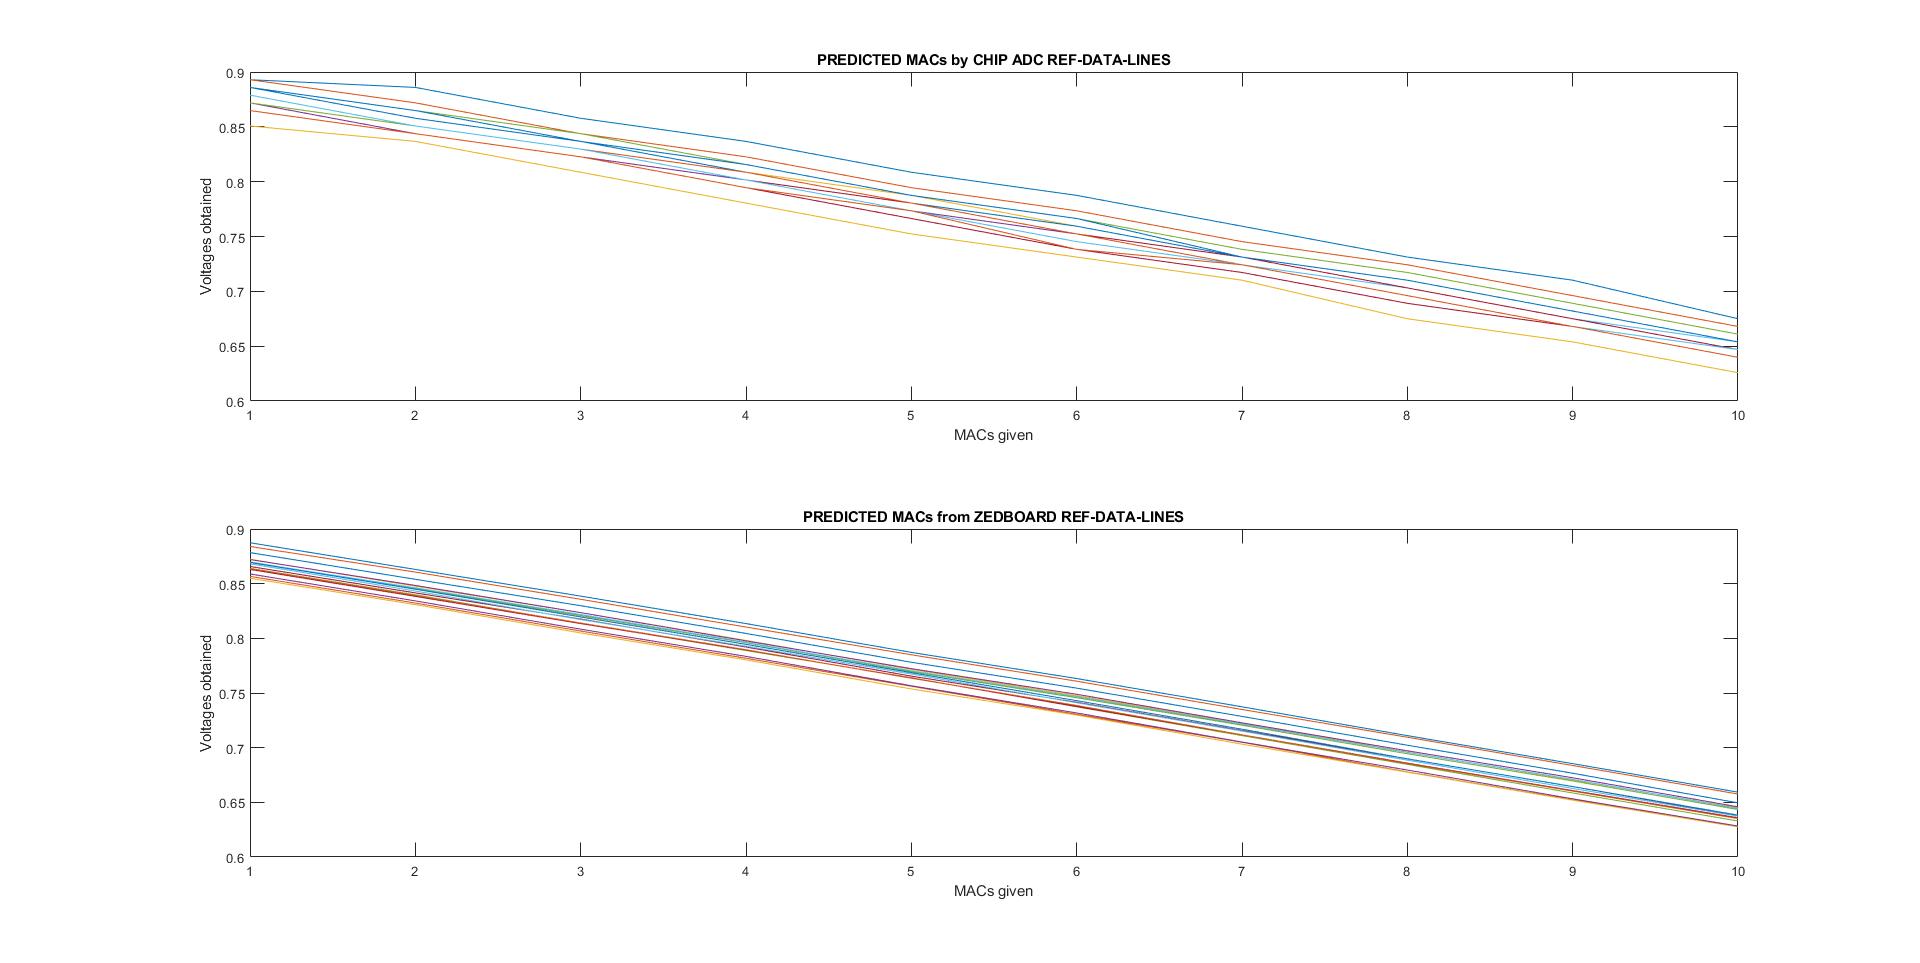 PREDICTED MACs by CHIP ADC REF-DATA-LINES
0.9
0.85
0.8
0.75
0.7
0.65
0.6
Voltages obtained
1 2 3 4 5 6 7 8 9 10
MACs given
PREDICTED MACs from ZEDBOARD REF-DATA-LINES
0.9
0.85
0.8
0.75
0.7
0.65
0.6
Voltages obtained
1 2 3 4 5 6 7 8 9 10
MACs given